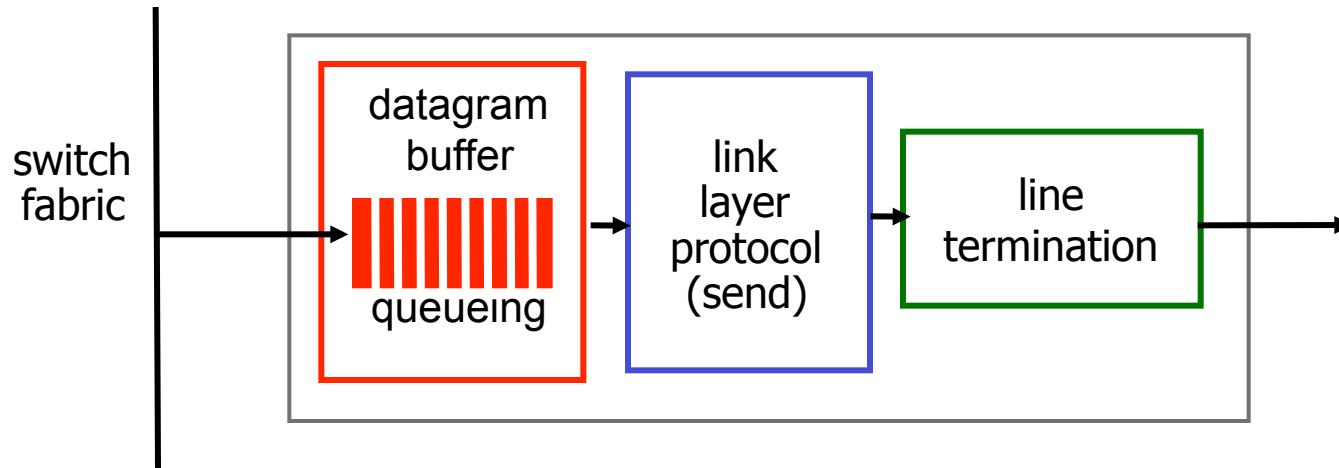 switch
fabric
datagram
buffer
queueing
link
layer
protocol
(send)
line
termination